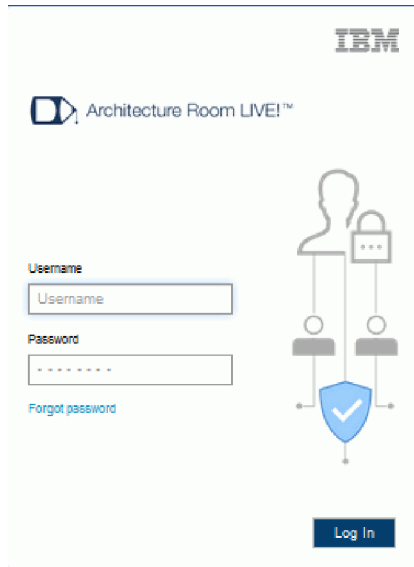 IBM
Architecture Room LIVE!™
Username
Username
Password
Forgot password
Log In